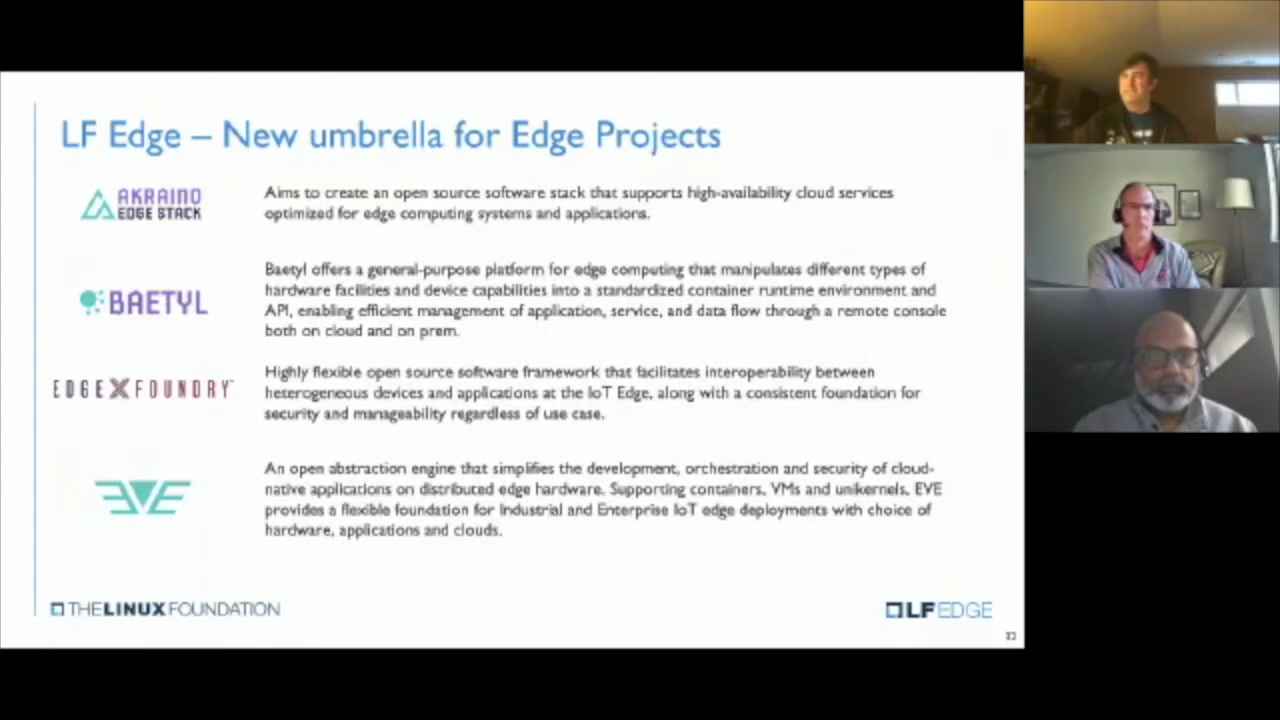 LF Edge – New umbrella for Edge Projects
AKRAINO
EDGE STACK
Aims to create an open source software stack that supports high-availability cloud services
optimized for edge computing systems and applications.
BAETYL
Baetyl offers a general-purpose platform for edge computing that manipulates different types of
hardware facilities and device capabilities into a standardized container runtime environment and
API, enabling efficient management of application, service, and data flow through a remote console
both on cloud and on prem.
EDGE X FOUNDRY
Highly flexible open source software framework that facilitates interoperability between
heterogeneous devices and applications at the IoT Edge, along with a consistent foundation for
security and manageability regardless of use case.
EVE
An open abstraction engine that simplifies the development, orchestration and security of cloud-
native applications on distributed edge hardware. Supporting containers, VMs and unikernels, EVE
provides a flexible foundation for Industrial and Enterprise IoT edge deployments with choice of
hardware, applications and clouds.
THE LINUX FOUNDATION
LF EDGE